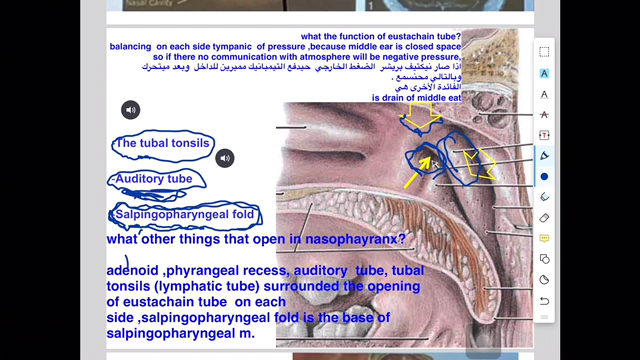 Nasal Cavity
what the function of eustachain tube?
balancing on each side tympanic of pressure ,because middle ear is closed space
so if there no communication with atmosphere will be negative pressure,
اذا صار نيكتيف بريشر الضغط الخارجي حيدفع التيمبانيك ممبرين للداخل وبعد ميتحرك
وبالتالي محنسمع .
الفائدة الأخرى هي
is drain of middle eat
-The tubal tonsils
-Auditory tube
-Salpingopharyngeal fold
what other things that open in nasophayranx?
adenoid ,phyrangeal recess, auditory tube, tubal
tonsils (lymphatic tube) surrounded the opening
of eustachain tube on each
side ,salpingopharyngeal fold is the base of
salpingopharyngeal m.